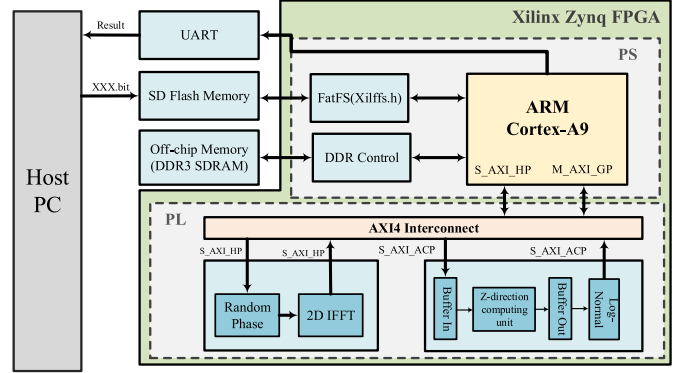 Xilinx Zynq FPGA
Result
UART
PS
XXX.bit
SD Flash Memory
FatFS(Xilffs.h)
ARM
Cortex-A9
Off-chip Memory
(DDR3 SDRAM)
DDR Control
S_AXI_HP
M_AXI_GP
Host
PC
PL
AXI4 Interconnect
S_AXI_HP
S_AXI_HP
S_AXI_ACP
S_AXI_ACP
Random
Phase
2D IFFT
Buffer In
Z-direction
computing
unit
Buffer Out
Log-
Normal